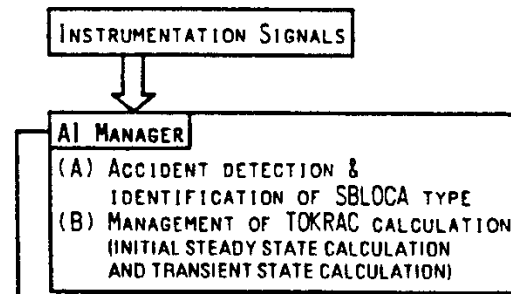 INSTRUMENTATION SIGNALS
AI MANAGER
(A) ACCIDENT DETECTION &
IDENTIFICATION OF SBLOCA TYPE
(B) MANAGEMENT OF TOKRAC CALCULATION
(INITIAL STEADY STATE CALCULATION
AND TRANSIENT STATE CALCULATION)